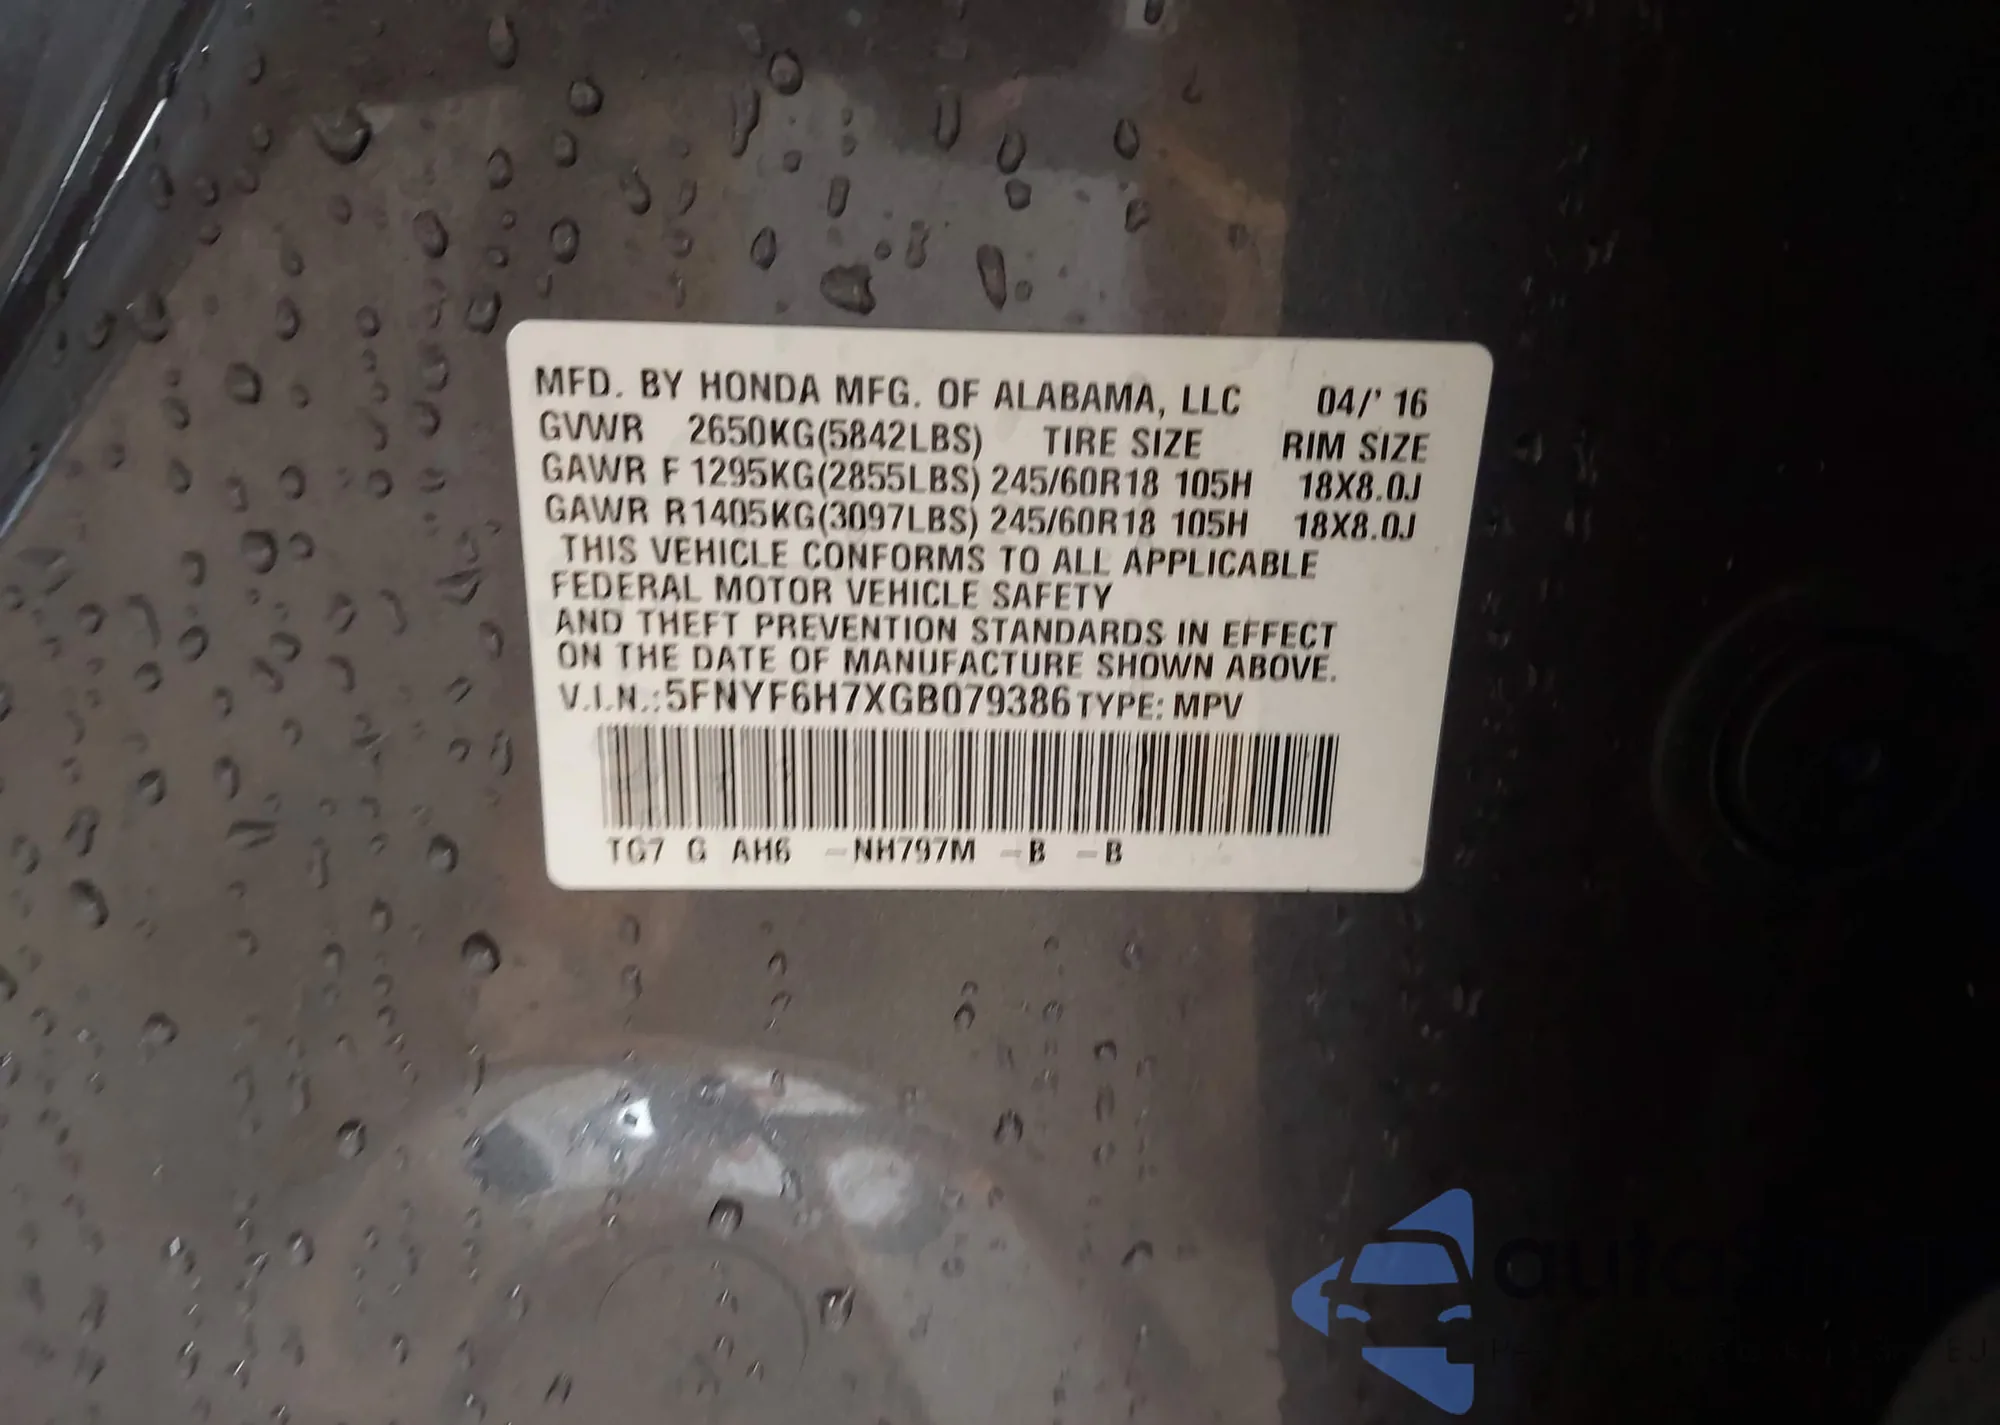 MFD. BY HONDA MFG. OF ALABAMA, LLC 04/' 16
GVWR 2650KG(5842LBS) TIRE SIZE RIM SIZE
GAWR F 1295KG(2855LBS) 245/60R18 105H 18X8.0J
GAWR R1405KG(3097LBS) 245/60R18 105H 18X8.0J
THIS VEHICLE CONFORMS TO ALL APPLICABLE
FEDERAL MOTOR VEHICLE SAFETY
AND THEFT PREVENTION STANDARDS IN EFFECT
ON THE DATE OF MANUFACTURE SHOWN ABOVE.
V.I.N.:5FNYF6H7XGB079386 TYPE: MPV
TG7 G AH6 –NH797M –B –B